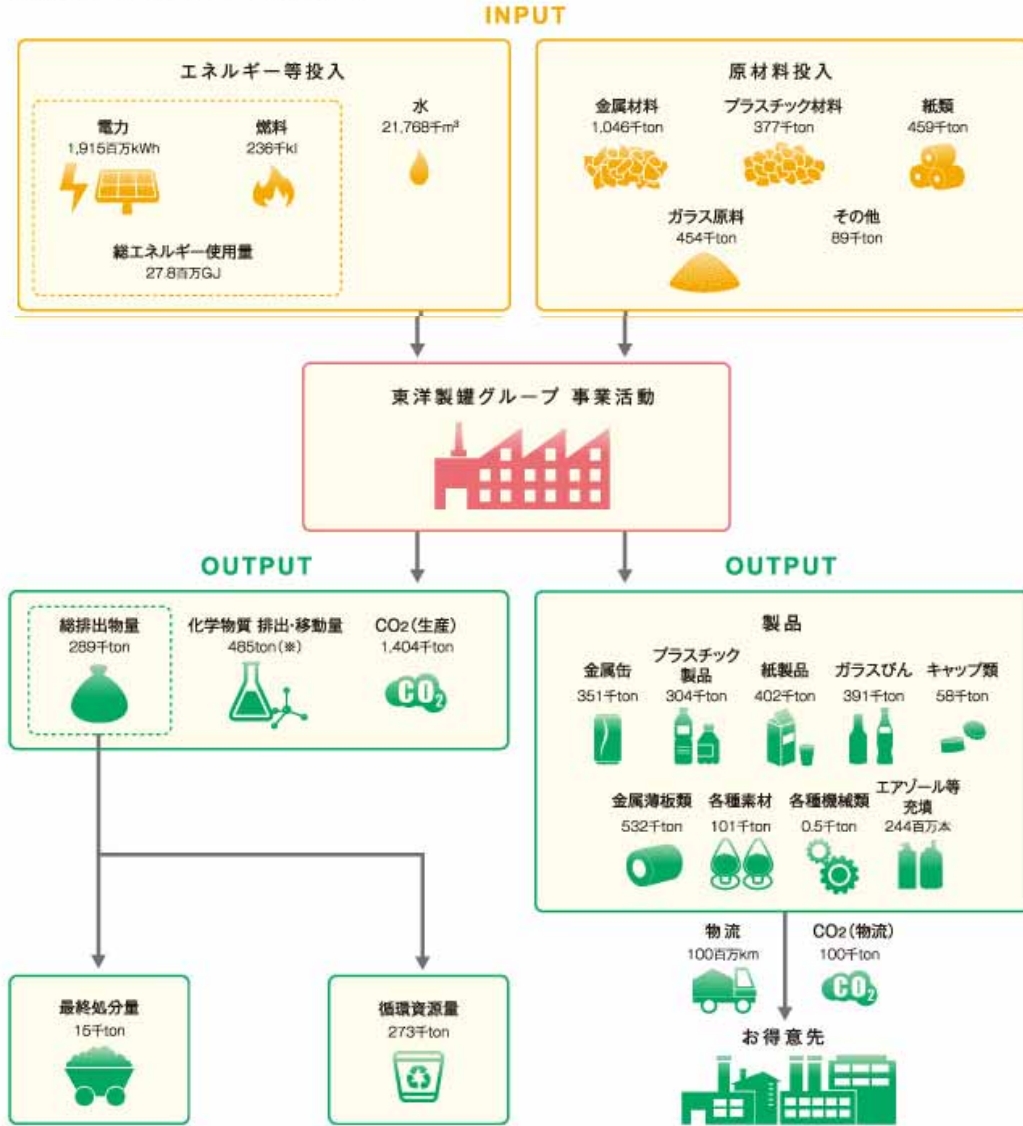 INPUT
エネルギー等投入
電力
1,915百万kWh
燃料
236千kl
水
21,768千m³
総エネルギー使用量
27.8百万GJ
原材料投入
金属材料
1,046千ton
プラスチック材料
377千ton
紙類
459千ton
ガラス原料
454千ton
その他
89千ton
東洋製罐グループ 事業活動
OUTPUT
総排出物量
289千ton
化学物質 排出・移動量
485ton(※)
CO2(生産)
1,404千ton
CO2
最終処分量
15千ton
循環資源量
273千ton
OUTPUT
製品
金属缶
351千ton
プラスチック
製品
304千ton
紙製品
402千ton
ガラスびん
391千ton
キャップ類
58千ton
金属薄板類
532千ton
各種素材
101千ton
各種機械類
0.5千ton
エアゾール等
充填
244百万本
物流
100百万km
CO2(物流)
100千ton
CO2
お得意先